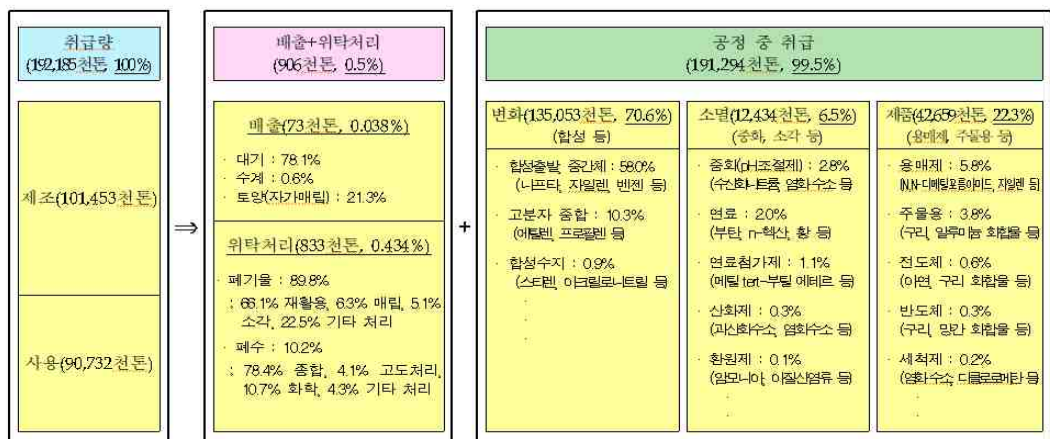 취급량
(192,185천톤, 100%)
제조(101,453천톤)
사용(90,732천톤)
⇒
배출+위탁처리
(906천톤, 0.5%)
배출(73천톤, 0.038%)
· 대기 : 78.1%
· 수계 : 0.6%
· 토양(자가매립) : 21.3%
위탁처리(833천톤, 0.434%)
· 폐기물 : 89.8%
: 66.1% 재활용, 6.3% 매립, 5.1%
소각, 22.5% 기타 처리
· 폐수 : 10.2%
: 78.4% 종합, 4.1% 고도처리,
10.7% 화학, 4.3% 기타 처리
+
공정 중 취급
(191,294천톤, 99.5%)
변화(135,053천톤, 70.6%)
(합성 등)
· 합성출발, 중간체 : 58.0%
(나프타, 자일렌, 벤젠 등)
· 고분자 중합 : 10.3%
(에틸렌, 프로필렌 등)
· 합성수지 : 0.9%
(스티렌, 아크릴로니트릴 등)
.
.
.
소멸(12,434천톤, 6.5%)
(중화, 소각 등)
· 중화(pH조절제) : 2.8%
(수산화나트륨, 염화수소 등)
· 연료 : 2.0%
(부탄, n-헥산, 황 등)
· 연료첨가제 : 1.1%
(메틸 tert-부틸 에테르 등)
· 산화제 : 0.3%
(과산화수소, 염화수소 등)
· 환원제 : 0.1%
(암모니아, 아질산염류 등)
.
.
제품(42,659천톤, 22.3%)
(용매제, 주물용 등)
· 용매제 : 5.8%
(N,N-디메틸포름아미드, 자일렌 등)
· 주물용 : 3.8%
(구리, 알루미늄 화합물 등)
· 전도체 : 0.6%
(아연, 구리 화합물 등)
· 반도체 : 0.3%
(구리, 망간 화합물 등)
· 세척제 : 0.2%
(염화수소, 디클로로메탄 등)
.
.